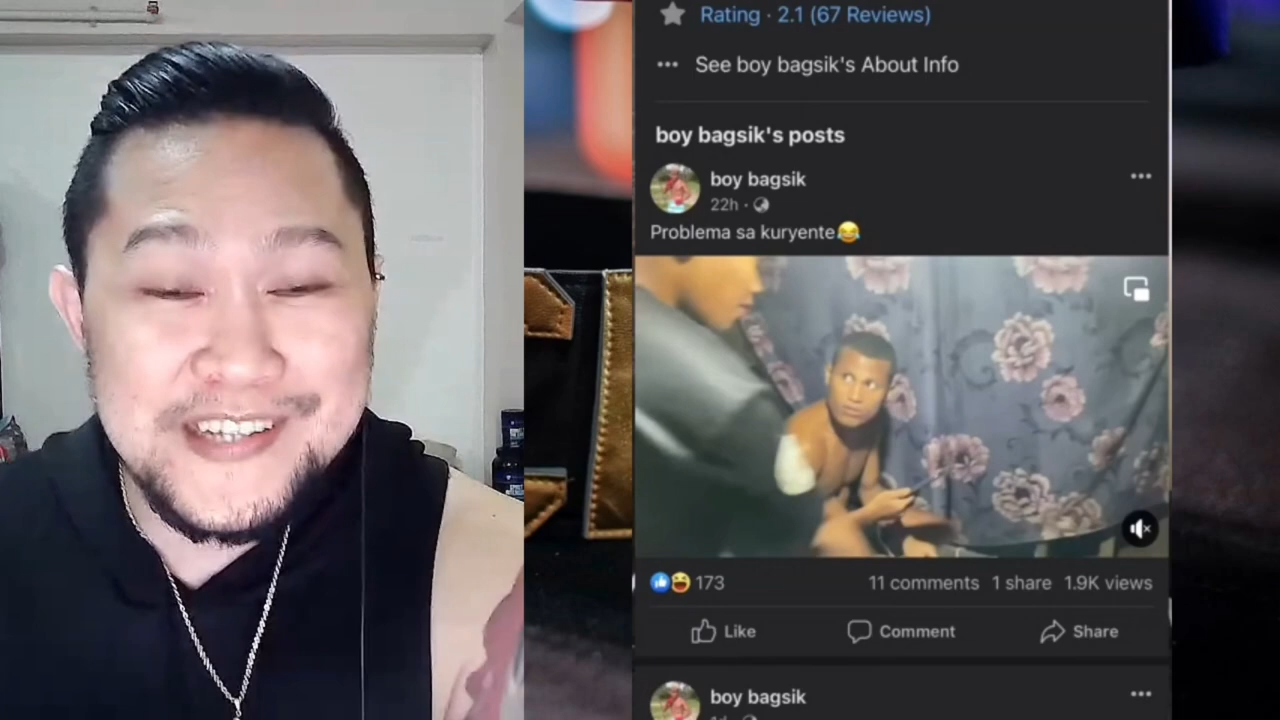 Rating · 2.1 (67 Reviews)
See boy bagsik's About Info
boy bagsik's posts
boy bagsik
22h ·
Problema sa kuryente😂
173
11 comments 1 share 1.9K views
Like Comment Share
boy bagsik